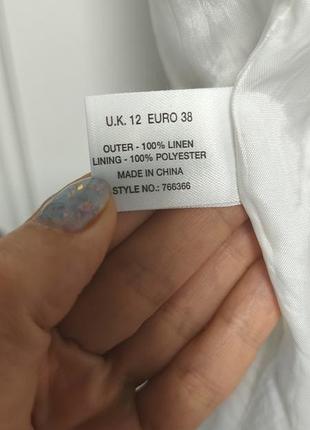 U.K. 12 EURO 38
OUTER - 100% LINEN
LINING - 100% POLYESTER
MADE IN CHINA
STYLE NO.: 766366